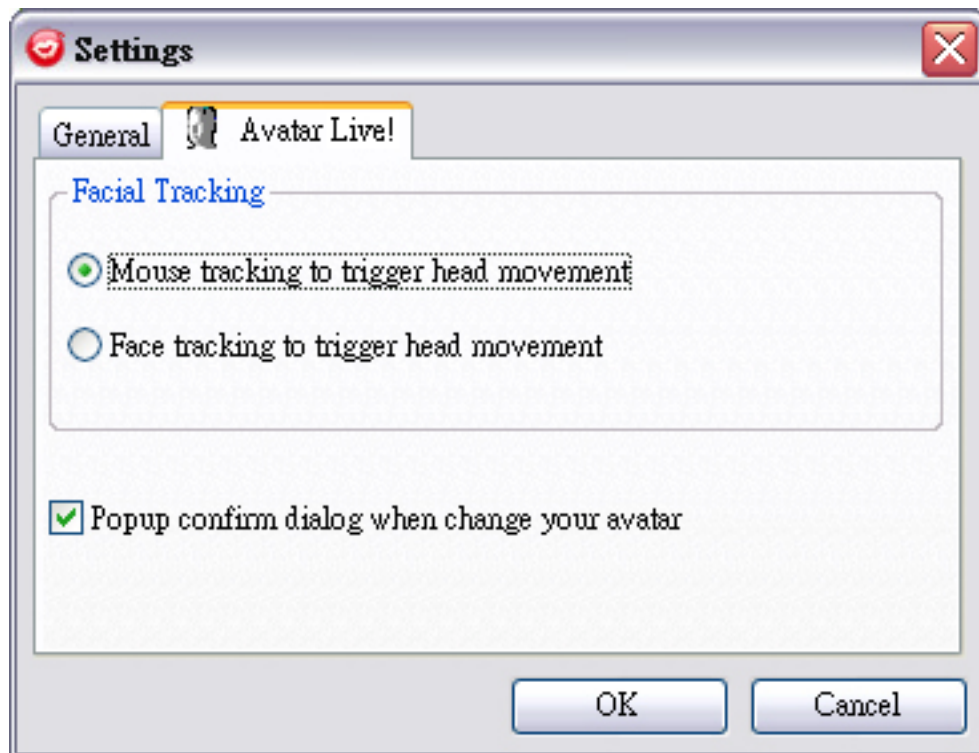 Settings
General
Avatar Live!
Facial Tracking
Mouse tracking to trigger head movement
Face tracking to trigger head movement
Popup confirm dialog when change your avatar
OK
Cancel